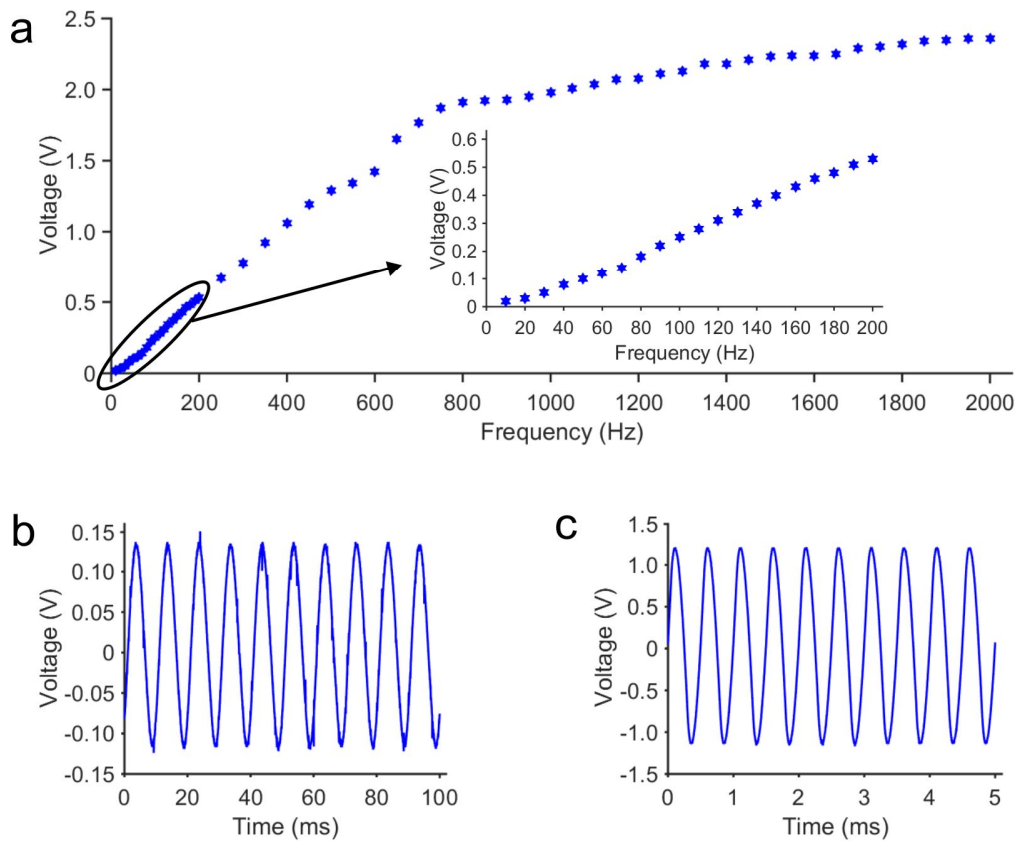 a
2.5
2.0
1.5
1.0
0.5
0
Voltage (V)
0 200 400 600 800 1000 1200 1400 1600 1800 2000
Frequency (Hz)
0.6
0.5
0.4
0.3
0.2
0.1
0
Voltage (V)
0 20 40 60 80 100 120 140 160 180 200
Frequency (Hz)
b
0.15
0.10
0.05
0
-0.05
-0.10
-0.15
Voltage (V)
0 20 40 60 80 100
Time (ms)
c
1.5
1.0
0.5
0
-0.5
-1.0
-1.5
Voltage (V)
0 1 2 3 4 5
Time (ms)